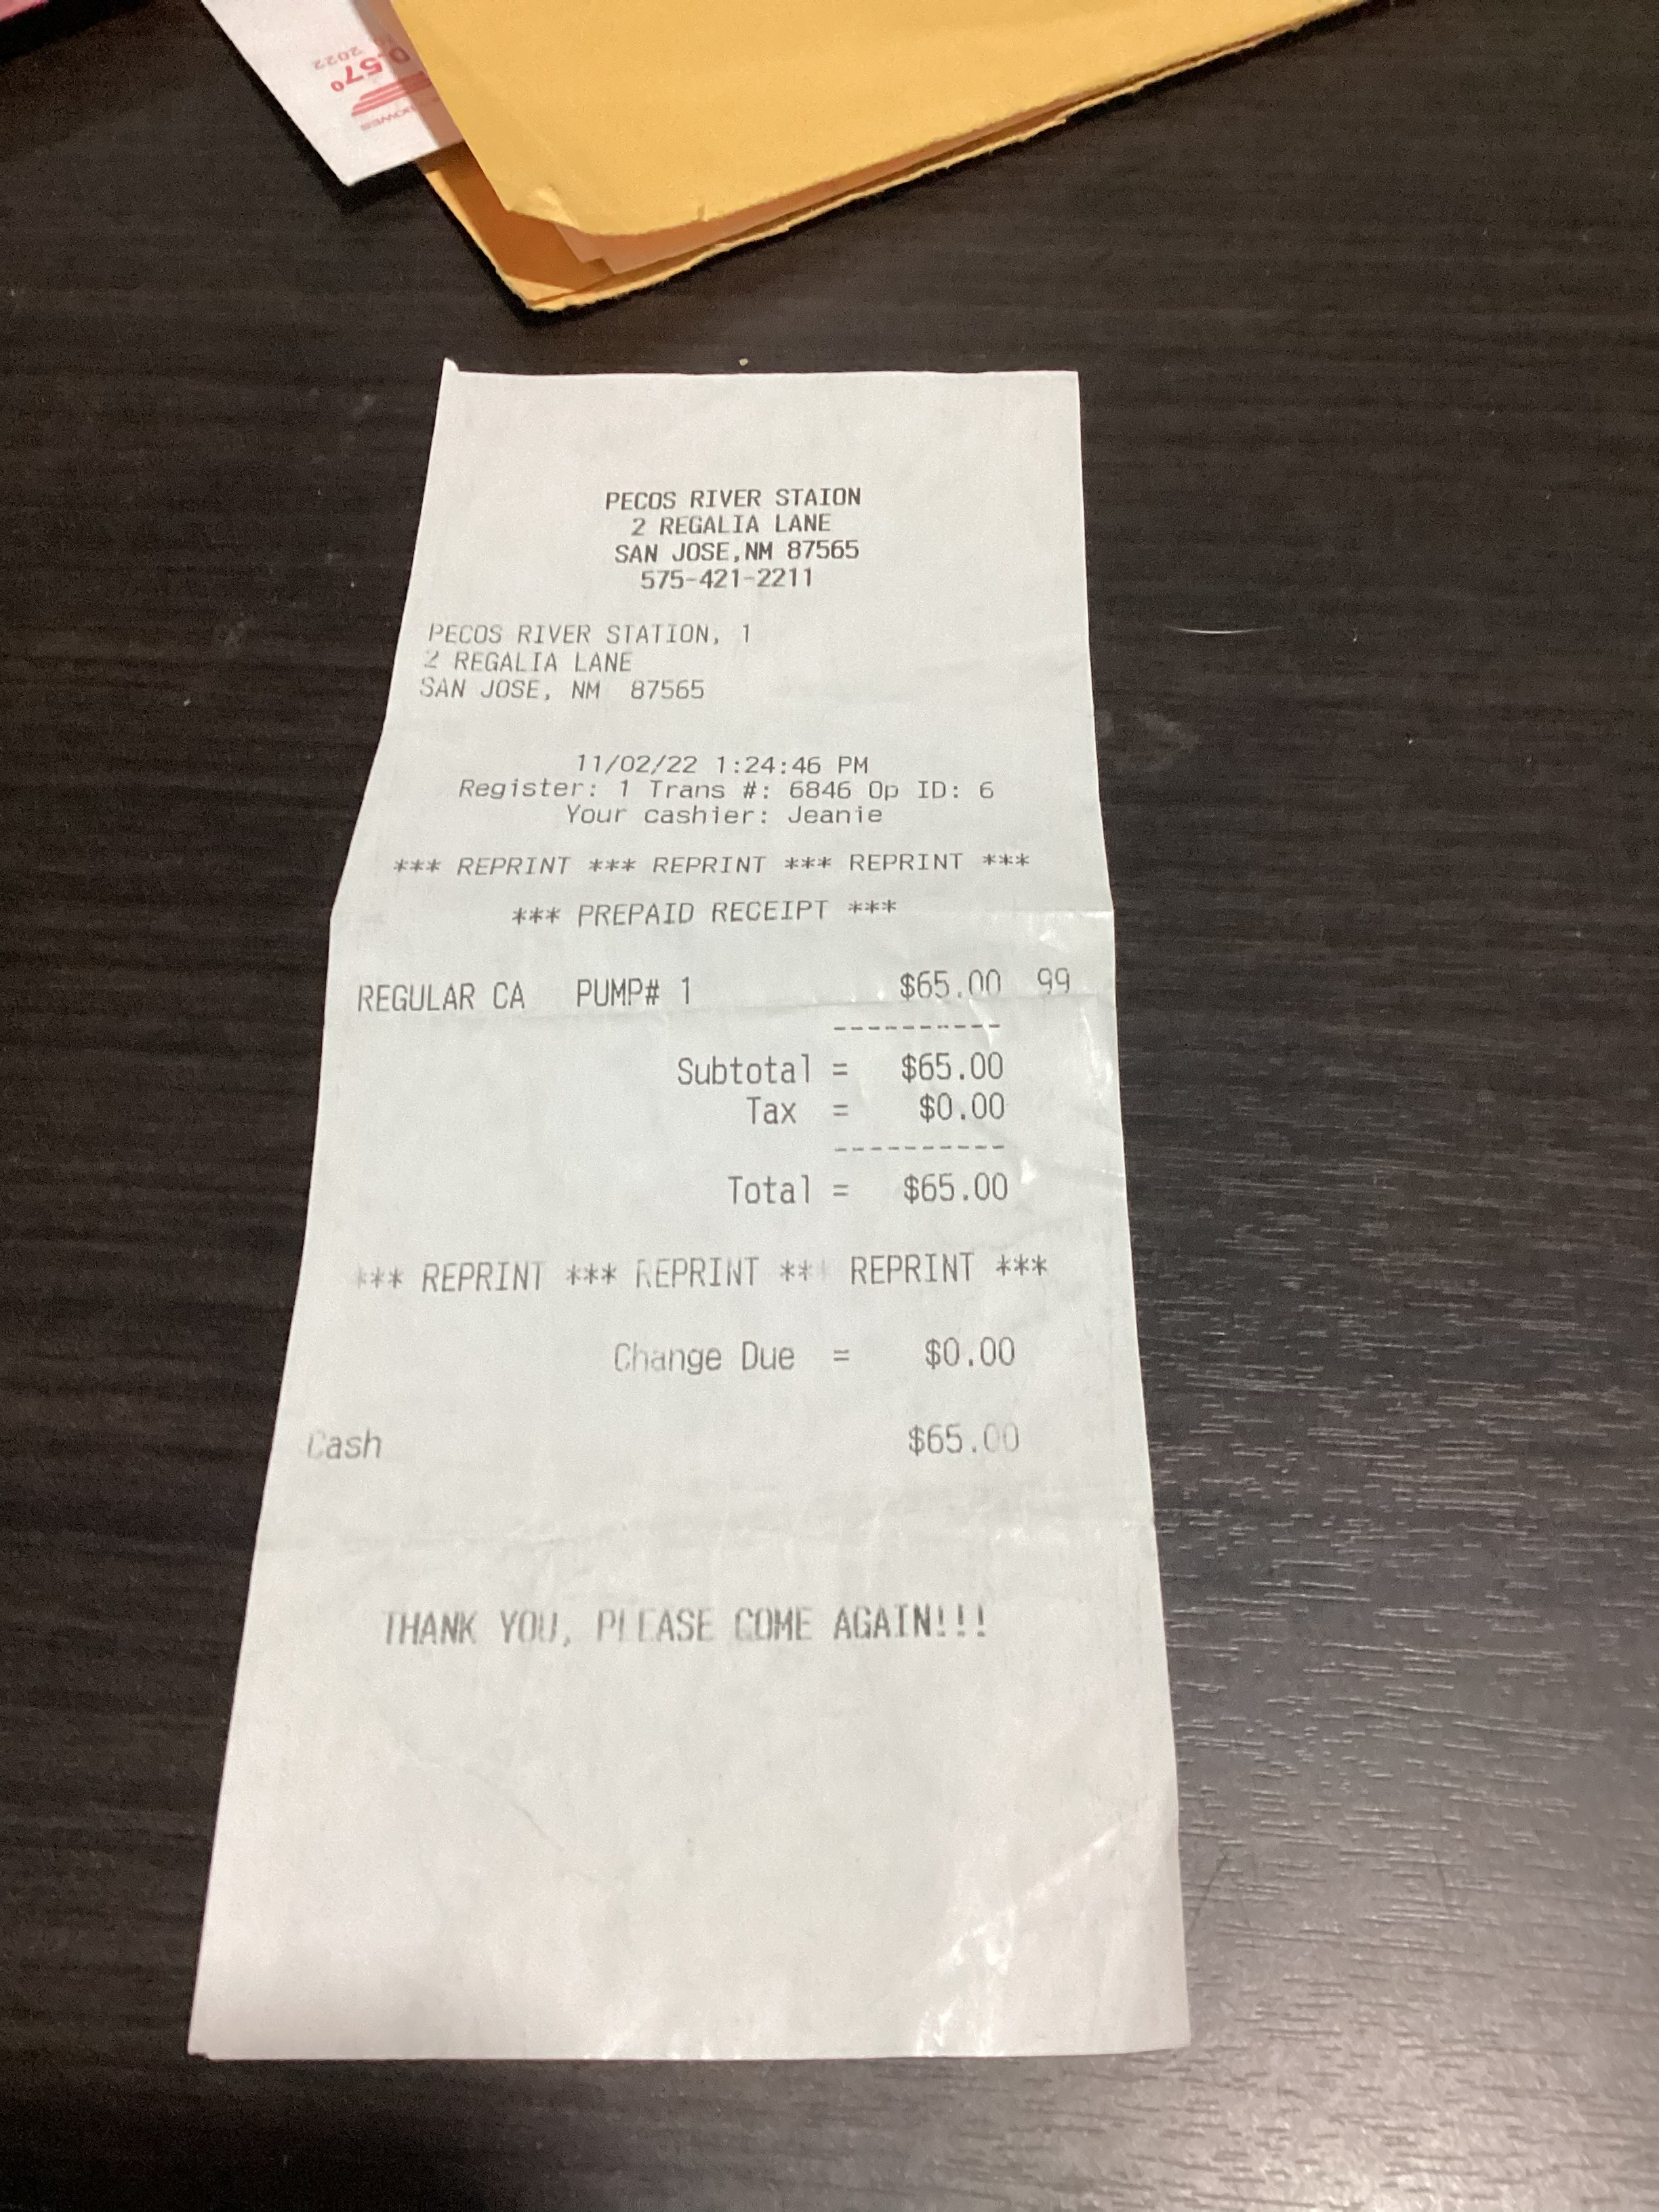 2022
0.57⁰
PECOS RIVER STAION
2 REGALIA LANE
SAN JOSE,NM 87565
575-421-2211
PECOS RIVER STATION, 1
2 REGALIA LANE
SAN JOSE, NM  87565
11/02/22 1:24:46 PM
Register: 1 Trans #: 6846 Op ID: 6
Your cashier: Jeanie
*** REPRINT *** REPRINT *** REPRINT ***
*** PREPAID RECEIPT ***
REGULAR CA   PUMP# 1   $65.00  99
----------
Subtotal =   $65.00
Tax  =   $0.00
----------
Total =   $65.00
*** REPRINT *** REPRINT *** REPRINT ***
Change Due  =   $0.00
Cash   $65.00
THANK YOU, PLEASE COME AGAIN!!!